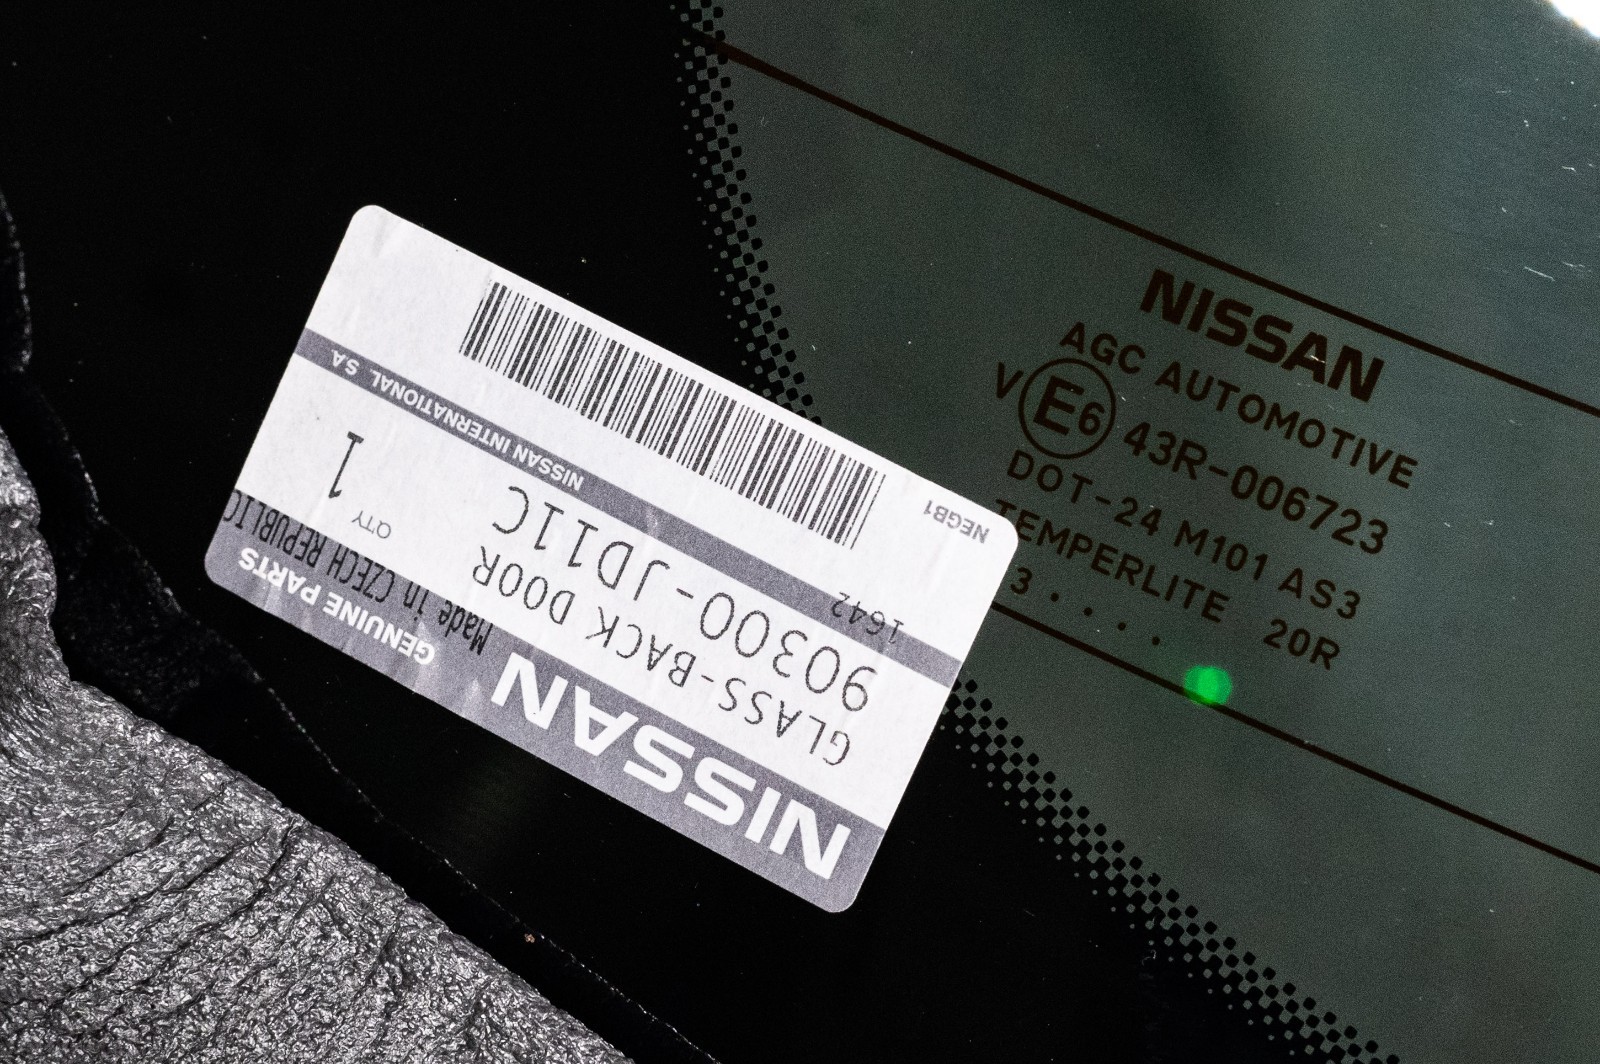 NISSAN GENUINE PARTS
Made in CZECH REPUBLIC
GLASS-BACK DOOR
QTY
90300-JD11C 1
1642 NISSAN INTERNATIONAL S A
NEGB1
NISSAN
AGC AUTOMOTIVE
V E6 43R-006723
DOT-24 M101 AS3
TEMPERLITE 20R
3 . . . .